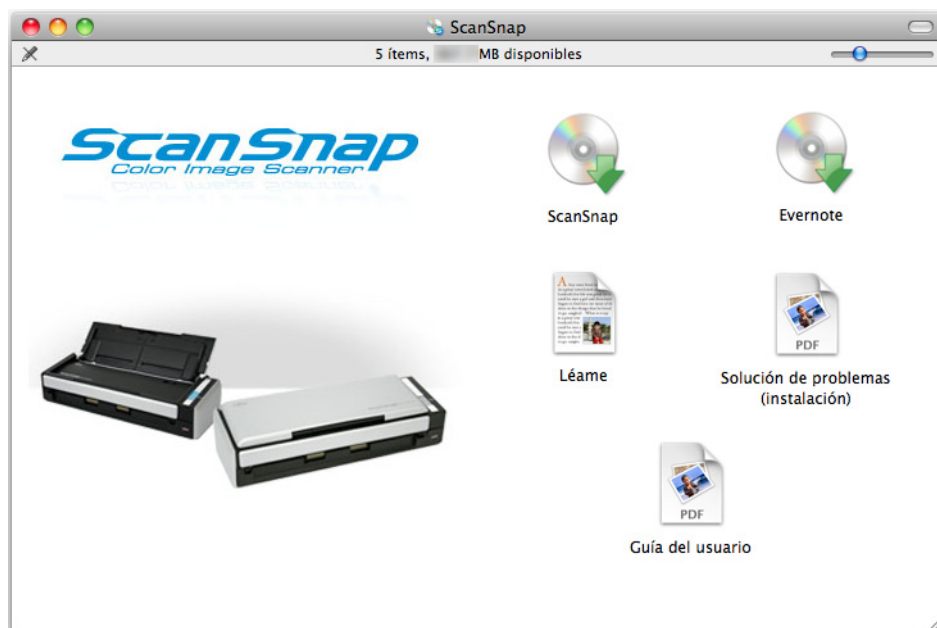 ScanSnap
5 ítems, MB disponibles
ScanSnap
Color Image Scanner
ScanSnap
Evernote
Léame
PDF
Solución de problemas
(instalación)
PDF
Guía del usuario